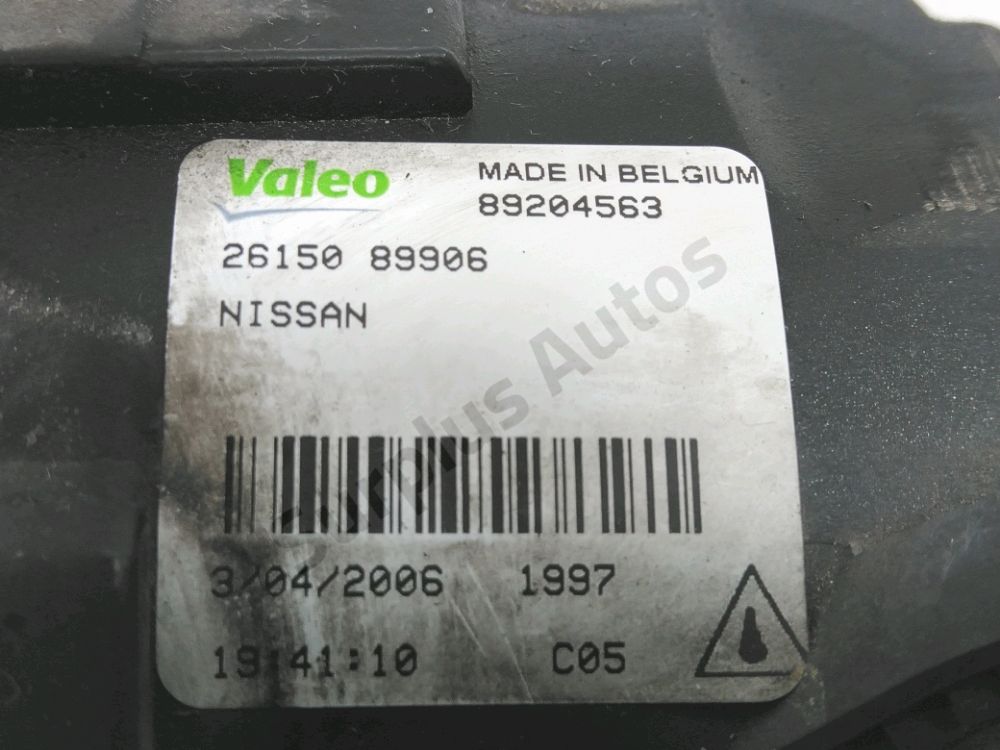 Valeo MADE IN BELGIUM
89204563
26150 89906
NISSAN
Surplus Autos
3/04/2006 1997
19:41:10 C05